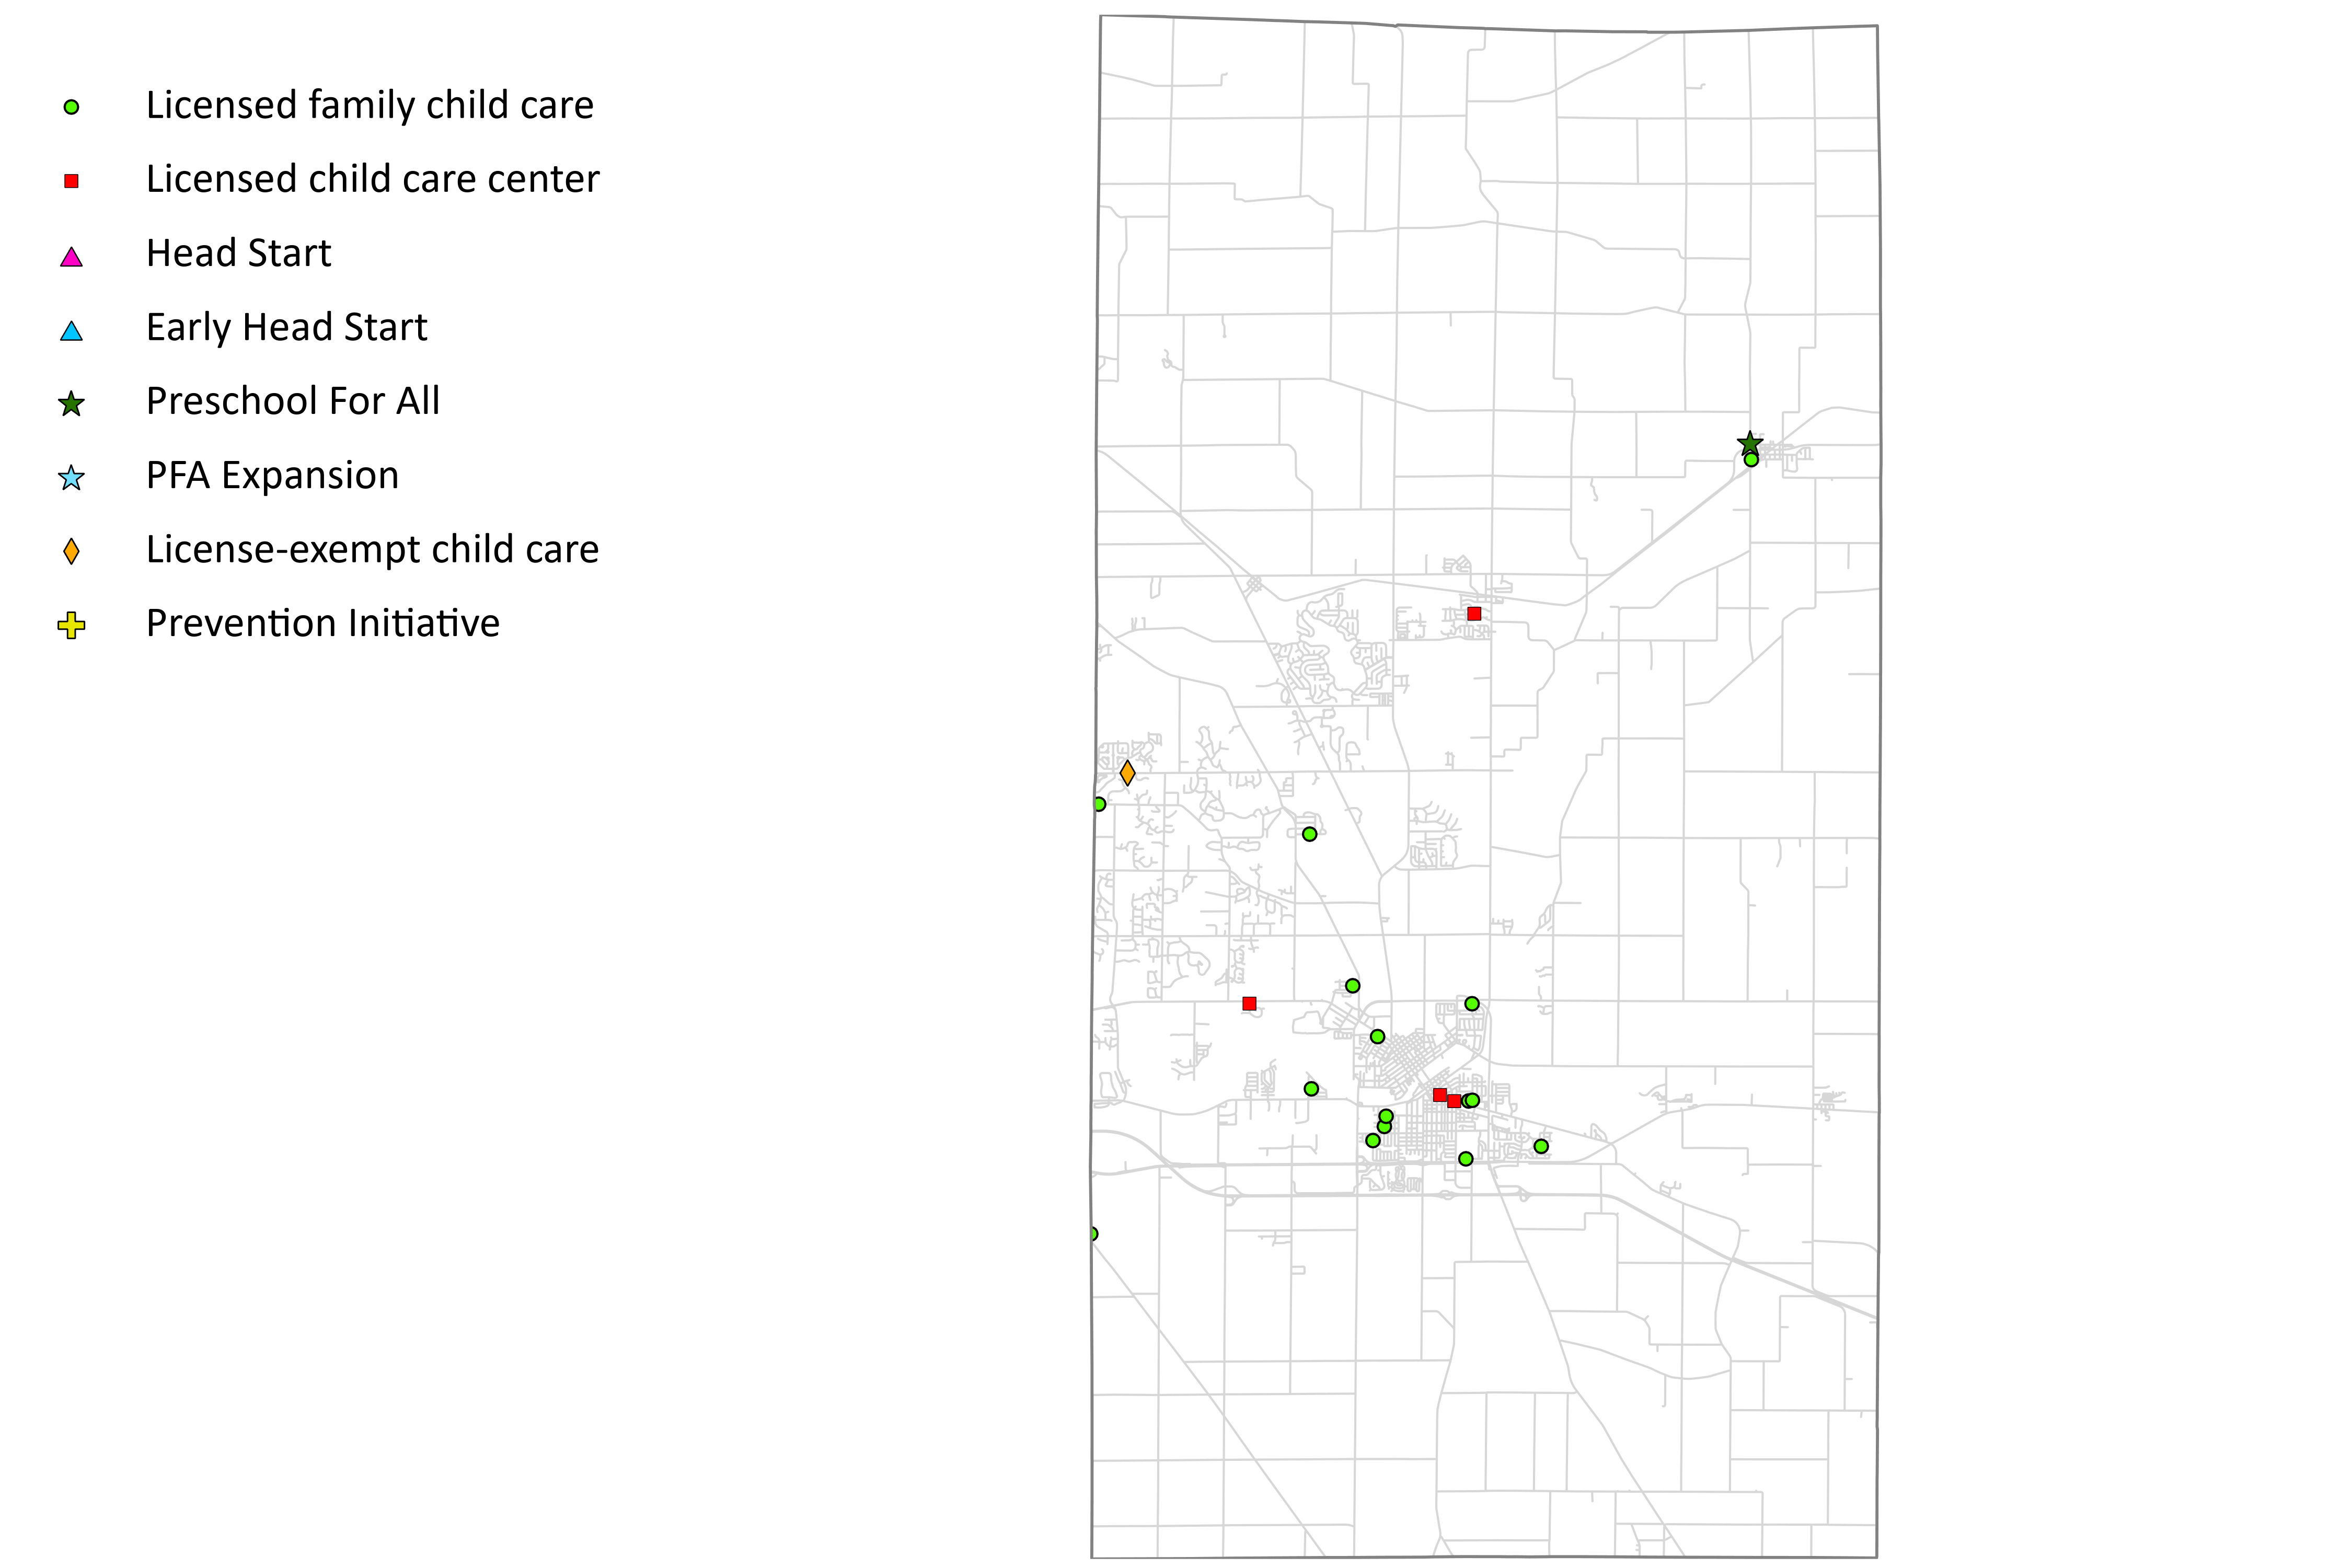 Licensed family child care
Licensed child care center
Head Start
Early Head Start
Preschool For All
PFA Expansion
License-exempt child care
Prevention Initiative